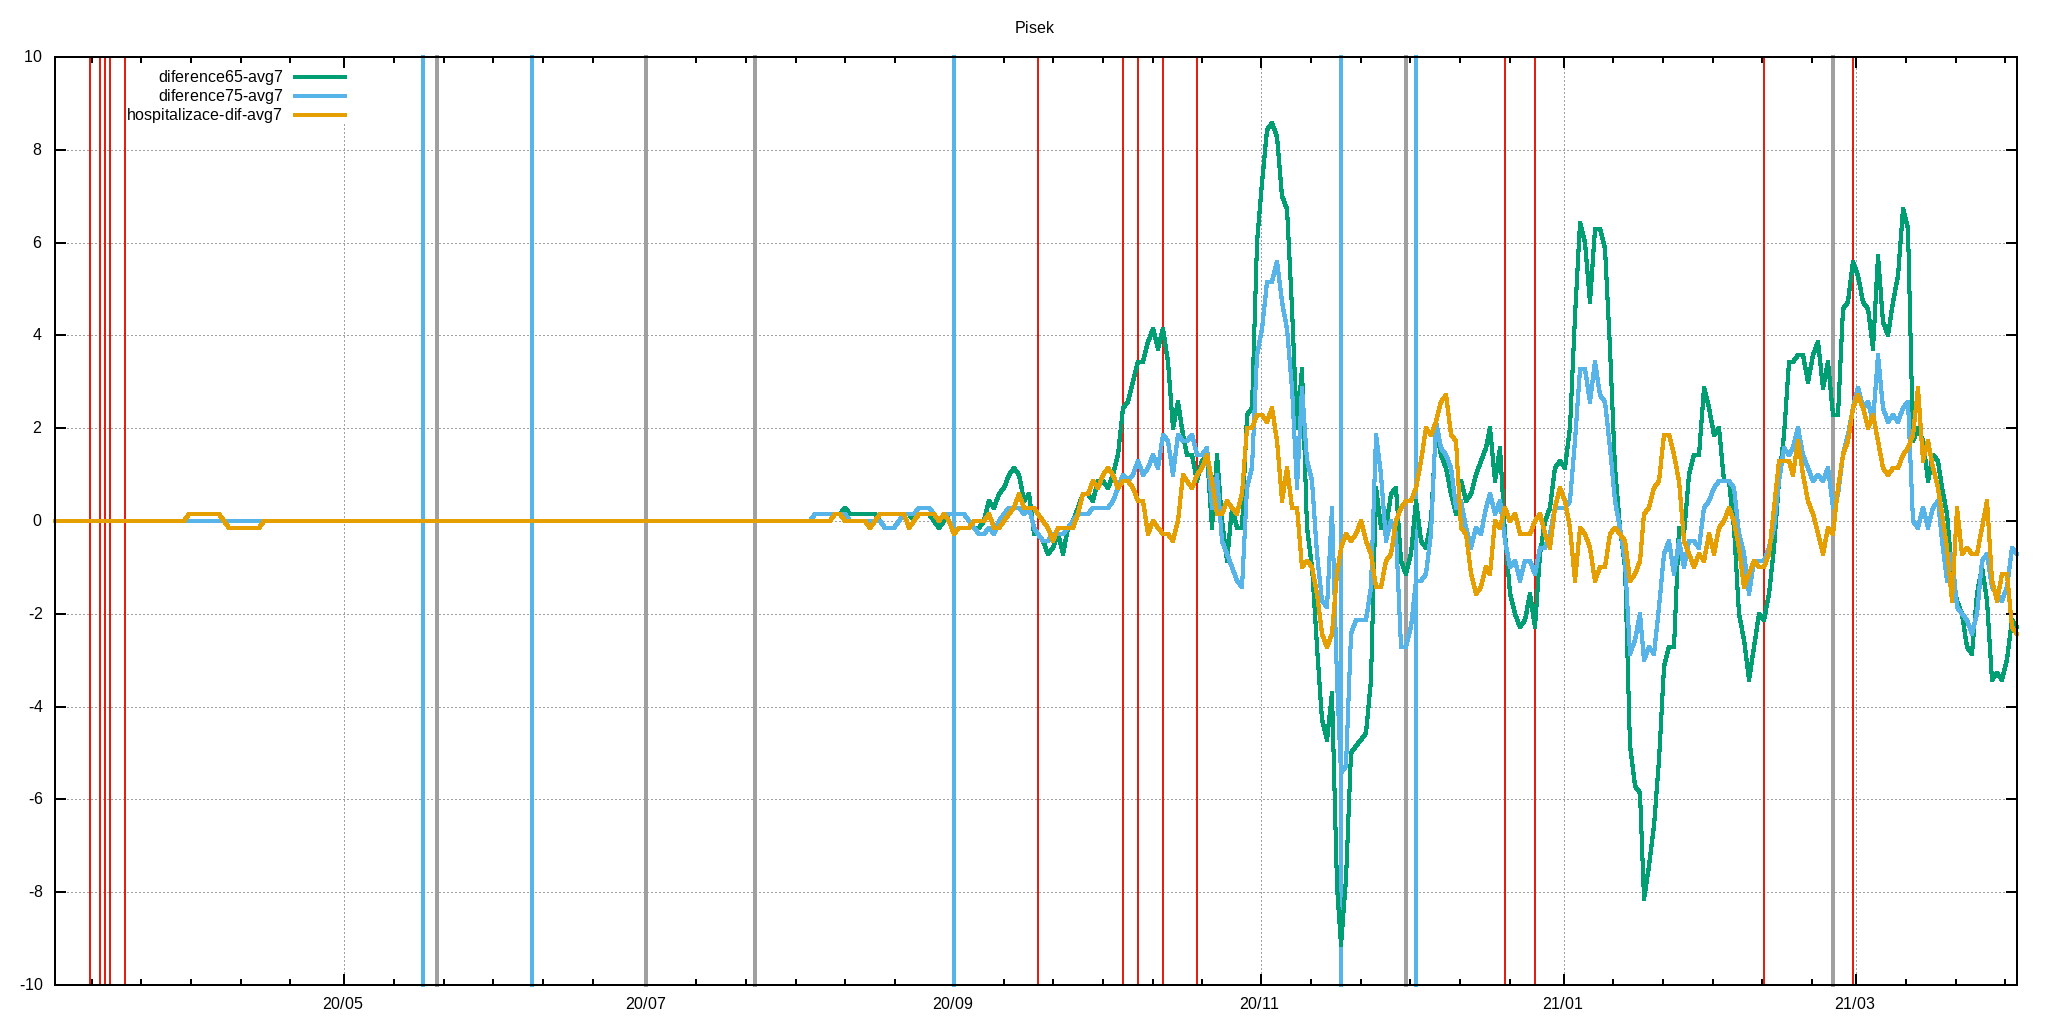 Pisek
10
8
6
4
2
0
-2
-4
-6
-8
-10
diference65-avg7
diference75-avg7
hospitalizace-dif-avg7
20/05 20/07 20/09 20/11 21/01 21/03